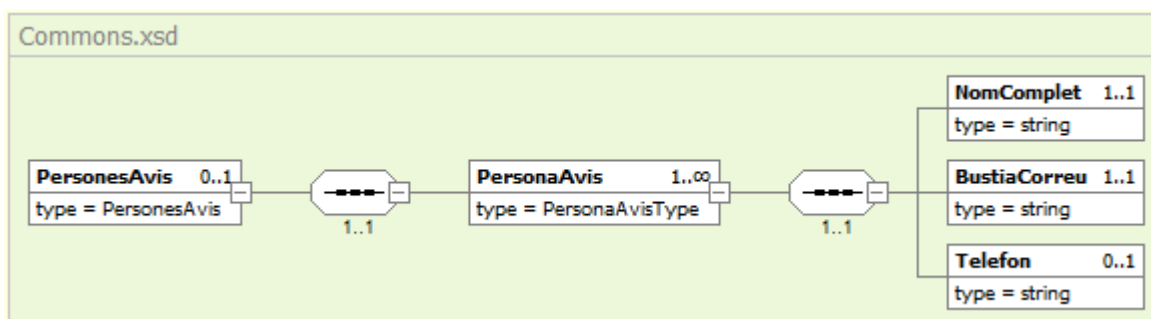 Commons.xsd
NomComplet 1..1
type = string
PersonesAvis 0..1
type = PersonesAvis
1..1
PersonaAvis 1..∞
type = PersonaAvisType
1..1
BustiaCorreu 1..1
type = string
Telefon 0..1
type = string